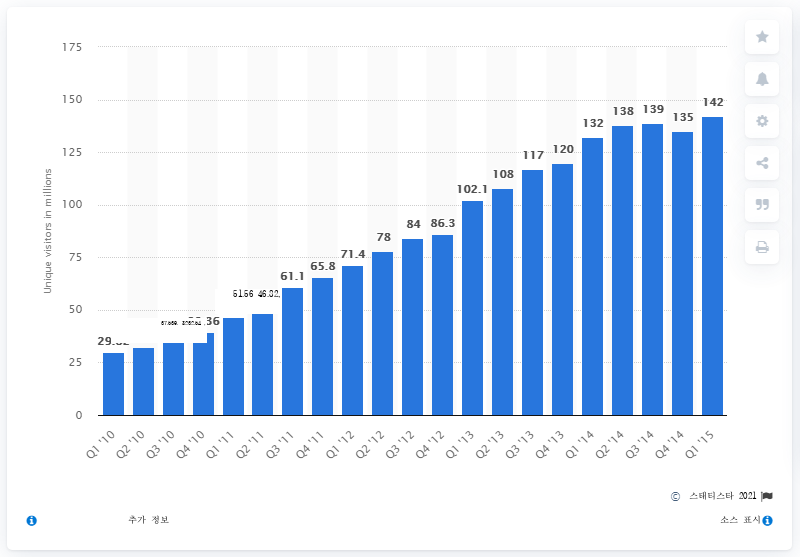 175
150
125
100
75
50
25
0
Unique visitors in millions
61.1
65.8
71.4
78
84
86.3
102.1
108
117
120
132
138
139
135
142
Q1 '10
Q2 '10
Q3 '10
Q4 '10
Q1 '11
Q2 '11
Q3 '11
Q4 '11
Q1 '12
Q2 '12
Q3 '12
Q4 '12
Q1 '13
Q2 '13
Q3 '13
Q4 '13
Q1 '14
Q2 '14
Q3 '14
Q4 '14
Q1 '15
© 스태티스타 2021
추가 정보
소스 표시